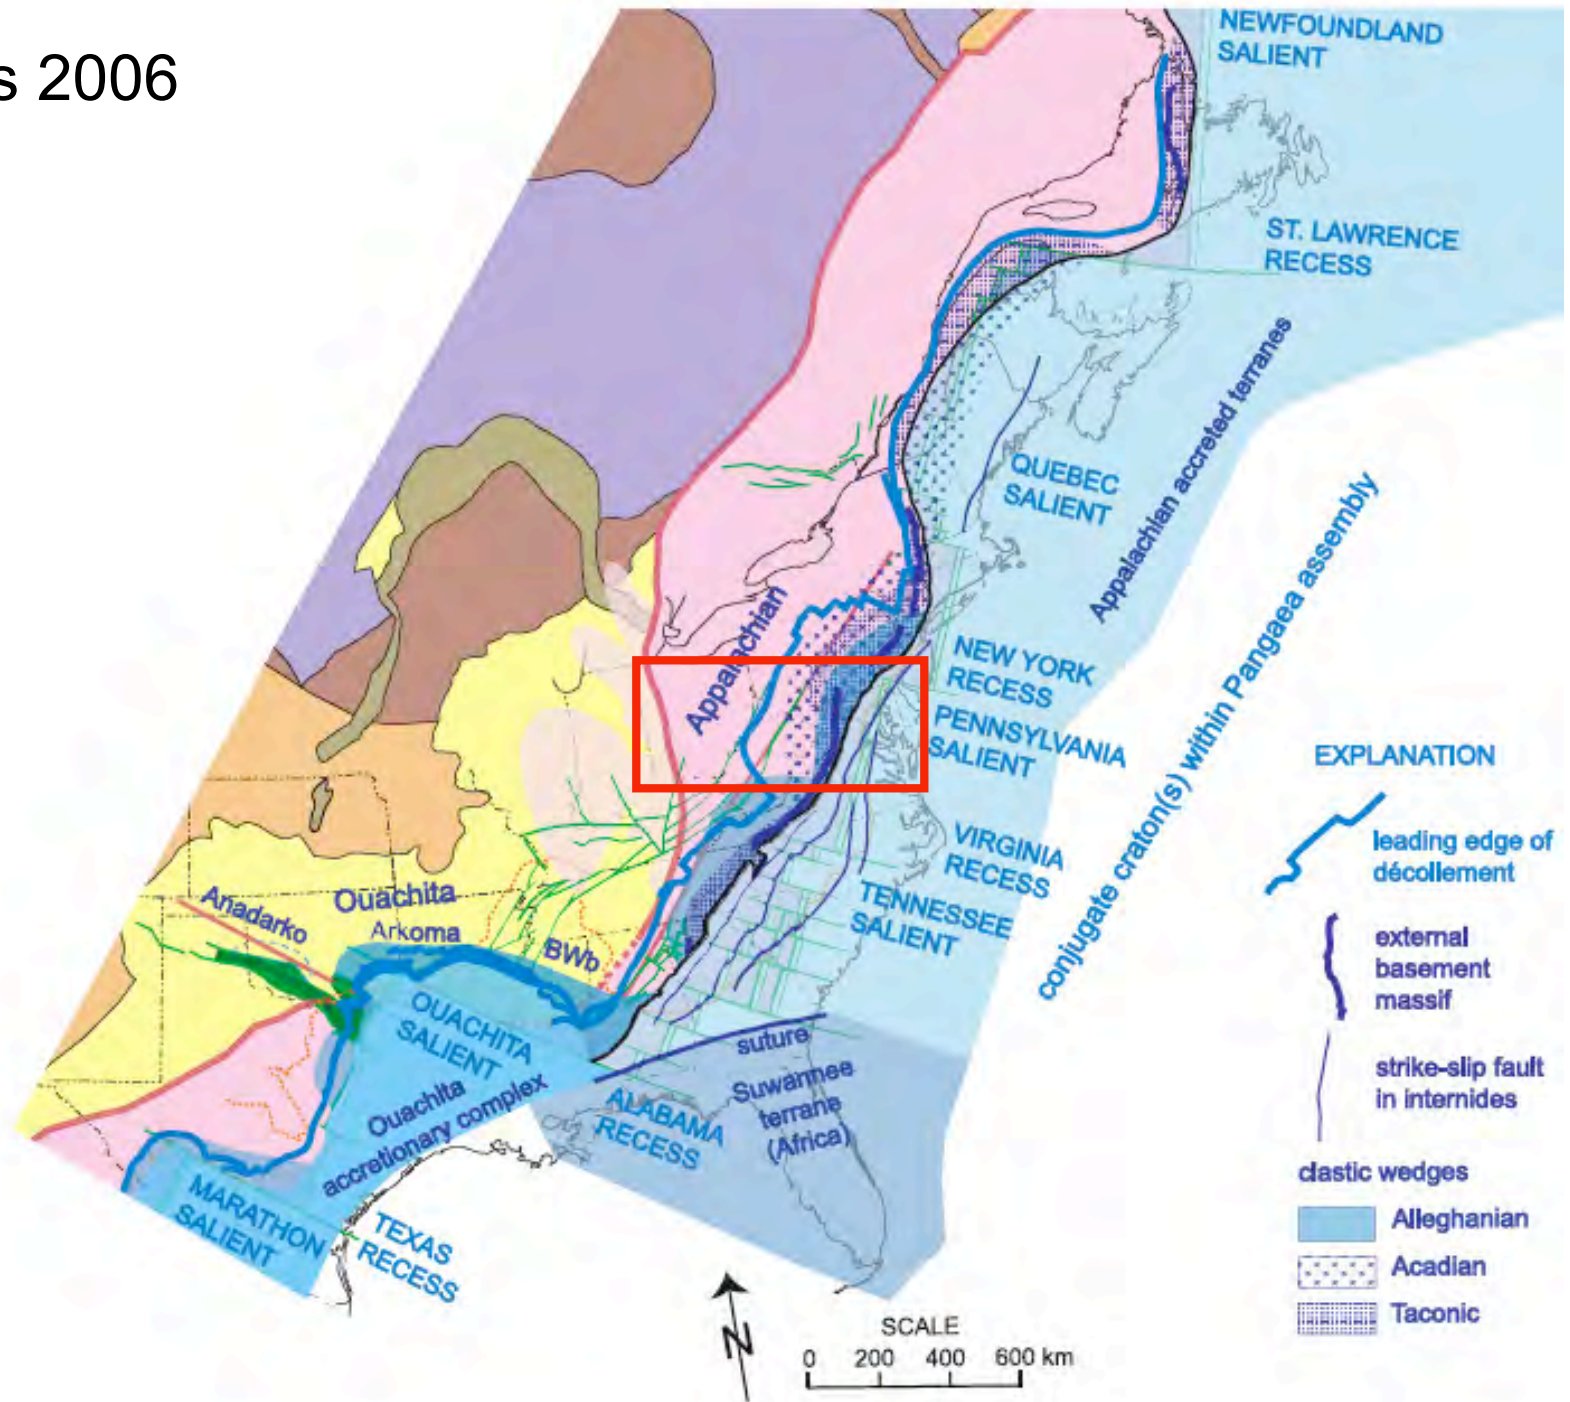 s 2006
NEWFOUNDLAND
SALIENT
ST. LAWRENCE
RECESS
Appalachian accreted terranes
QUEBEC
SALIENT
conjugate craton(s) within Pangaea assembly
Appalachian
NEW YORK
RECESS
PENNSYLVANIA
SALIENT
VIRGINIA
RECESS
TENNESSEE
SALIENT
Anadarko
Ouachita
Arkoma
BWb
OUACHITA
SALIENT
Ouachita
accretionary complex
suture
Suwannee
terrane
(Africa)
ALABAMA
RECESS
MARATHON
SALIENT
TEXAS
RECESS
N
SCALE
0 200 400 600 km
EXPLANATION
leading edge of
décollement
external
basement
massif
strike-slip fault
in internides
clastic wedges
Alleghanian
Acadian
Taconic